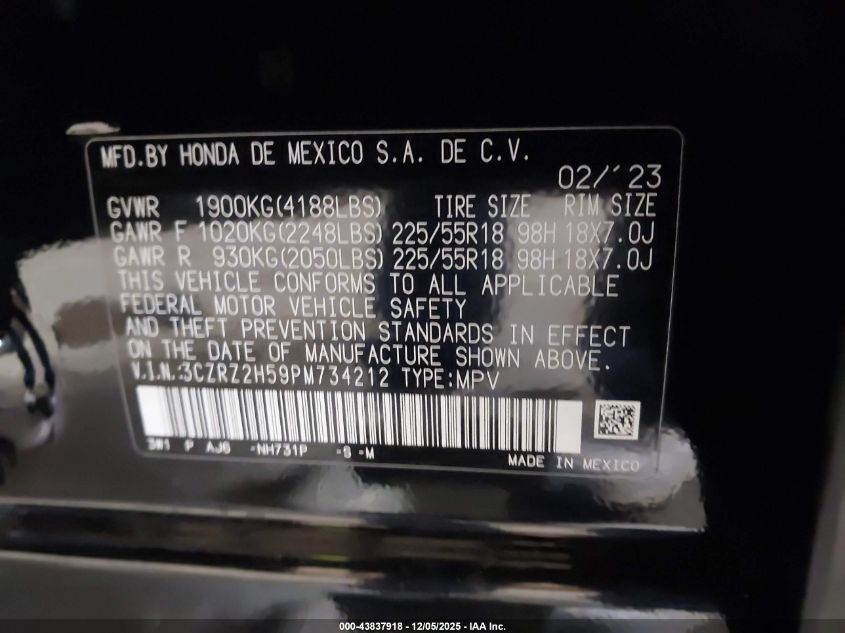 MFD.BY HONDA DE MEXICO S.A. DE C.V.
02/'23
GVWR 1900KG(4188LBS) TIRE SIZE RIM SIZE
GAWR F 1020KG(2248LBS) 225/55R18 98H 18X7.0J
GAWR R 930KG(2050LBS) 225/55R18 98H 18X7.0J
THIS VEHICLE CONFORMS TO ALL APPLICABLE
FEDERAL MOTOR VEHICLE SAFETY
AND THEFT PREVENTION STANDARDS IN EFFECT
ON THE DATE OF MANUFACTURE SHOWN ABOVE.
V.I.N.:3CZRZ2H59PM734212 TYPE:MPV
3W1 P AJG -NH731P -S -M
MADE IN MEXICO
000-43837918 - 12/05/2025 - IAA Inc.